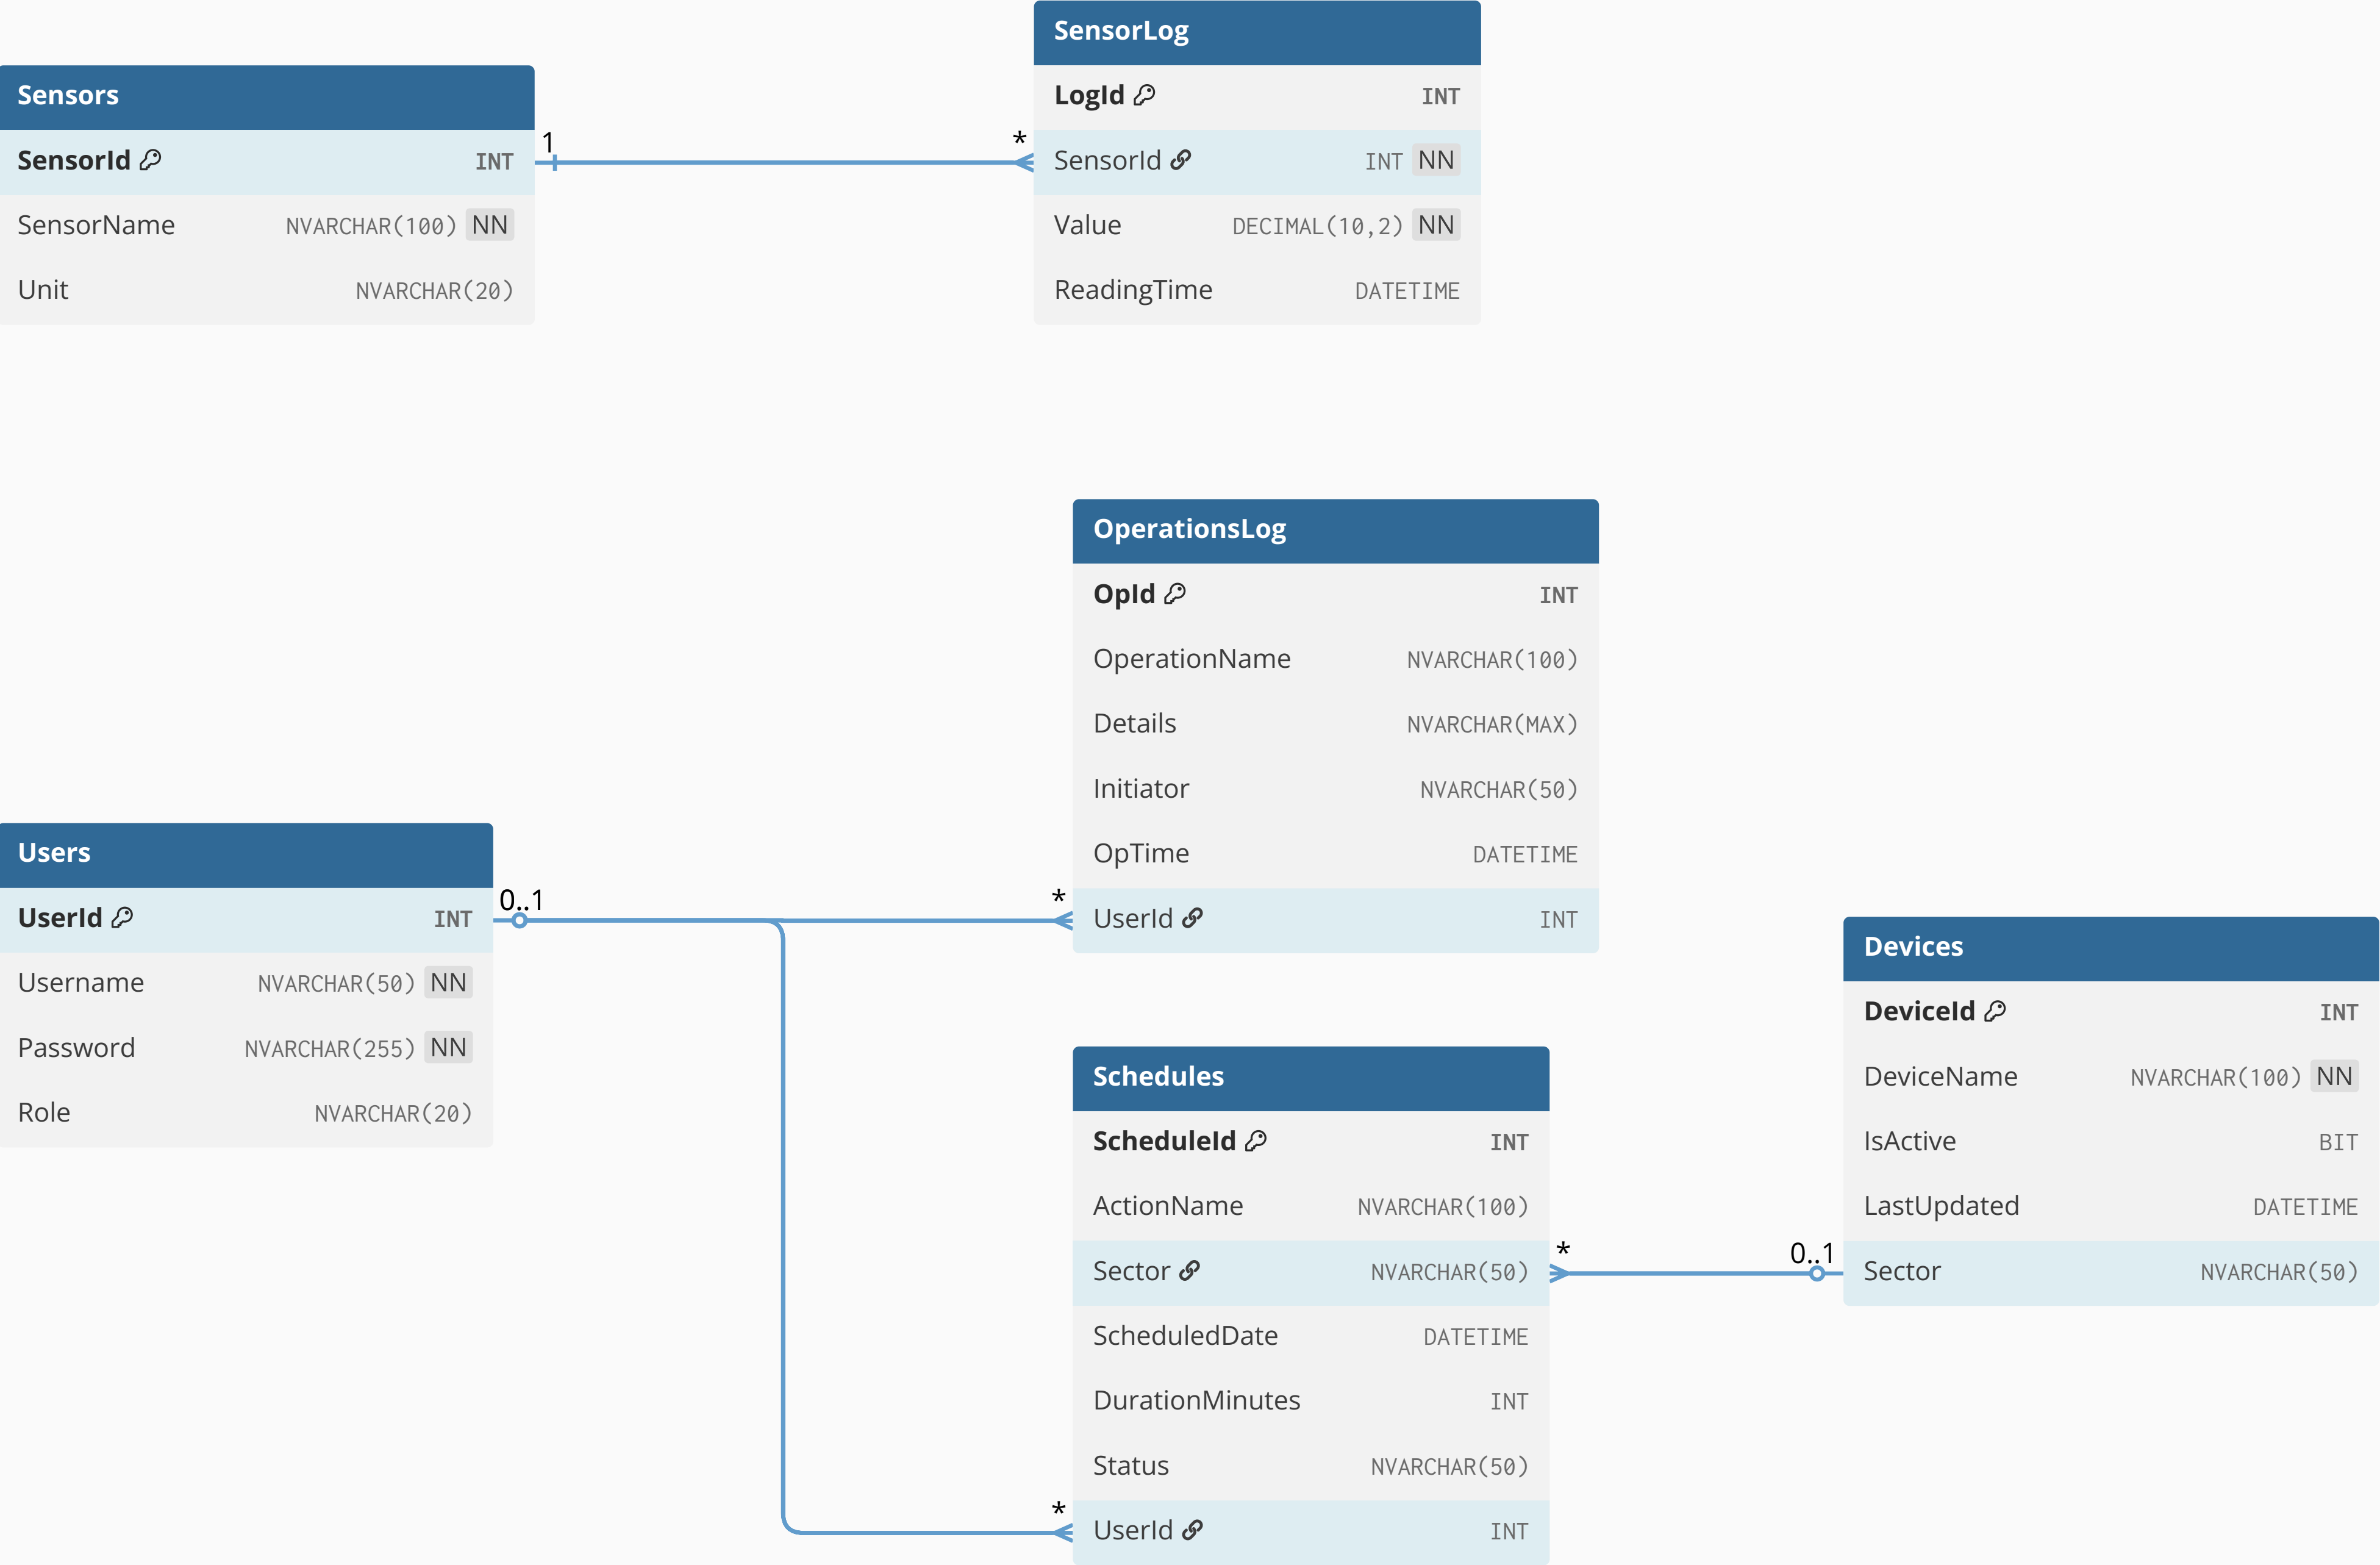 SensorLog
LogId INT
SensorId INT NN
Value DECIMAL(10,2) NN
ReadingTime DATETIME
Sensors
SensorId INT
SensorName NVARCHAR(100) NN
Unit NVARCHAR(20)
1 *
OperationsLog
OpId INT
OperationName NVARCHAR(100)
Details NVARCHAR(MAX)
Initiator NVARCHAR(50)
OpTime DATETIME
UserId INT
Users
UserId INT
Username NVARCHAR(50) NN
Password NVARCHAR(255) NN
Role NVARCHAR(20)
0..1 *
Schedules
ScheduleId INT
ActionName NVARCHAR(100)
Sector NVARCHAR(50)
ScheduledDate DATETIME
DurationMinutes INT
Status NVARCHAR(50)
UserId INT
*
Devices
DeviceId INT
DeviceName NVARCHAR(100) NN
IsActive BIT
LastUpdated DATETIME
Sector NVARCHAR(50)
* 0..1